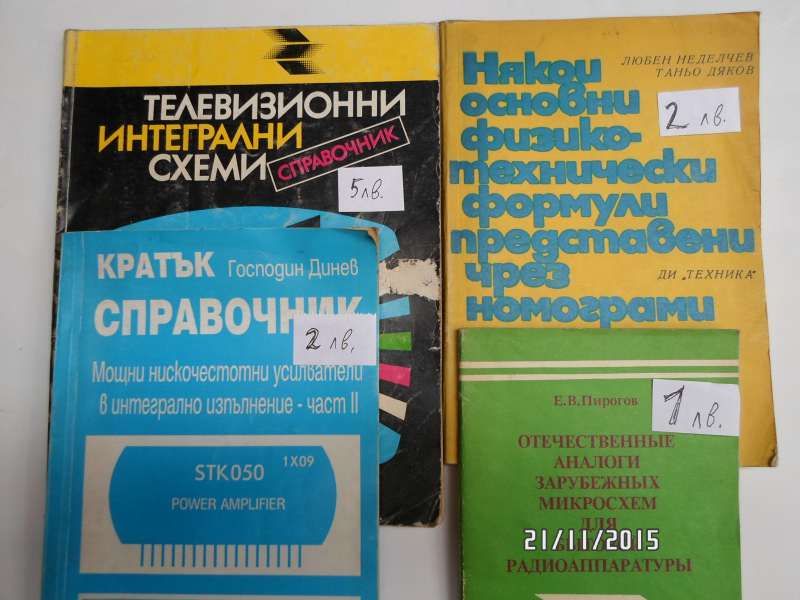 ТЕЛЕВИЗИОННИ
ИНТЕГРАЛНИ
СХЕМИ СПРАВОЧНИК
5 лв.
ЛЮБЕН НЕДЕЛЧЕВ
ТАНЬО ДЯКОВ
Някои
основни
физико-
технически
формули
представени
чрез
номограми
2 лв.
ДИ „ТЕХНИКА"
КРАТЪК Господин Динев
СПРАВОЧНИК
2 лв.
Мощни нискочестотни усилватели
в интегрално изпълнение - част II
STK050 1X09
POWER AMPLIFIER
Е.В.Пирогов
1 лв.
ОТЕЧЕСТВЕННЫЕ
АНАЛОГИ
ЗАРУБЕЖНЫХ
МИКРОСХЕМ
ДЛЯ
РАДИОАППАРАТУРЫ
21/11/2015